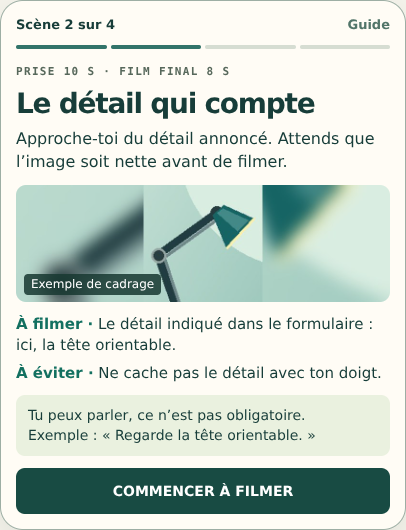 Scène 2 sur 4
Guide
PRISE 10 S · FILM FINAL 8 S
Le détail qui compte
Approche-toi du détail annoncé. Attends que
l’image soit nette avant de filmer.
Exemple de cadrage
À filmer · Le détail indiqué dans le formulaire :
ici, la tête orientable.
À éviter · Ne cache pas le détail avec ton doigt.
Tu peux parler, ce n’est pas obligatoire.
Exemple : « Regarde la tête orientable. »
COMMENCER À FILMER